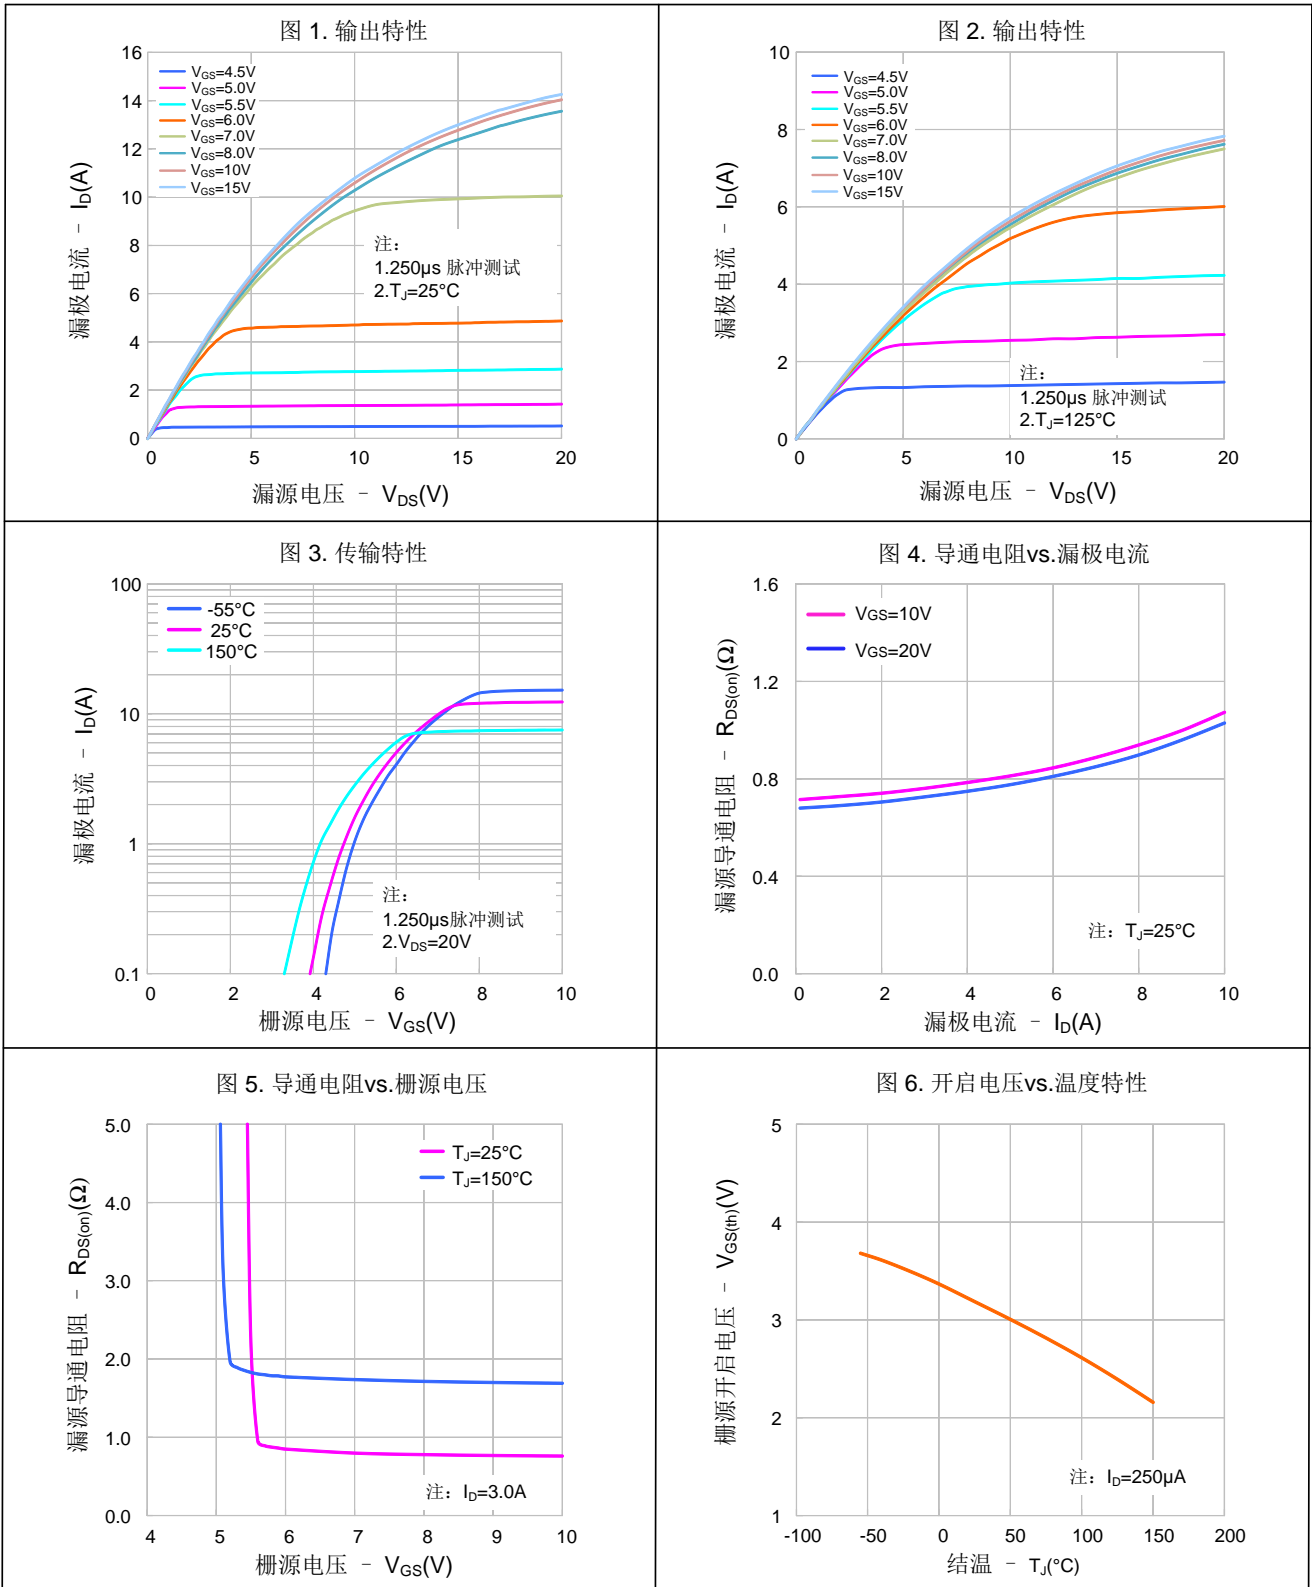 图 1. 输出特性
16
14
12
10
8
6
4
2
0
VGS=4.5V
VGS=5.0V
VGS=5.5V
VGS=6.0V
VGS=7.0V
VGS=8.0V
VGS=10V
VGS=15V
注：
1.250μs 脉冲测试
2.TJ=25°C
漏极电流 – ID(A)
0 5 10 15 20
漏源电压 – VDS(V)
图 2. 输出特性
10
8
6
4
2
0
VGS=4.5V
VGS=5.0V
VGS=5.5V
VGS=6.0V
VGS=7.0V
VGS=8.0V
VGS=10V
VGS=15V
注：
1.250μs 脉冲测试
2.TJ=125°C
漏极电流 – ID(A)
0 5 10 15 20
漏源电压 – VDS(V)
图 3. 传输特性
100
10
1
0.1
-55°C
25°C
150°C
注：
1.250μs脉冲测试
2.VDS=20V
漏极电流 – ID(A)
0 2 4 6 8 10
栅源电压 – VGS(V)
图 4. 导通电阻vs.漏极电流
1.6
1.2
0.8
0.4
0.0
VGS=10V
VGS=20V
注：TJ=25°C
漏源导通电阻 – RDS(on)(Ω)
0 2 4 6 8 10
漏极电流 – ID(A)
图 5. 导通电阻vs.栅源电压
5.0
4.0
3.0
2.0
1.0
0.0
TJ=25°C
TJ=150°C
注：ID=3.0A
漏源导通电阻 – RDS(on)(Ω)
4 5 6 7 8 9 10
栅源电压 – VGS(V)
图 6. 开启电压vs.温度特性
5
4
3
2
1
注：ID=250μA
栅源开启电压 – VGS(th)(V)
-100 -50 0 50 100 150 200
结温 – TJ(°C)